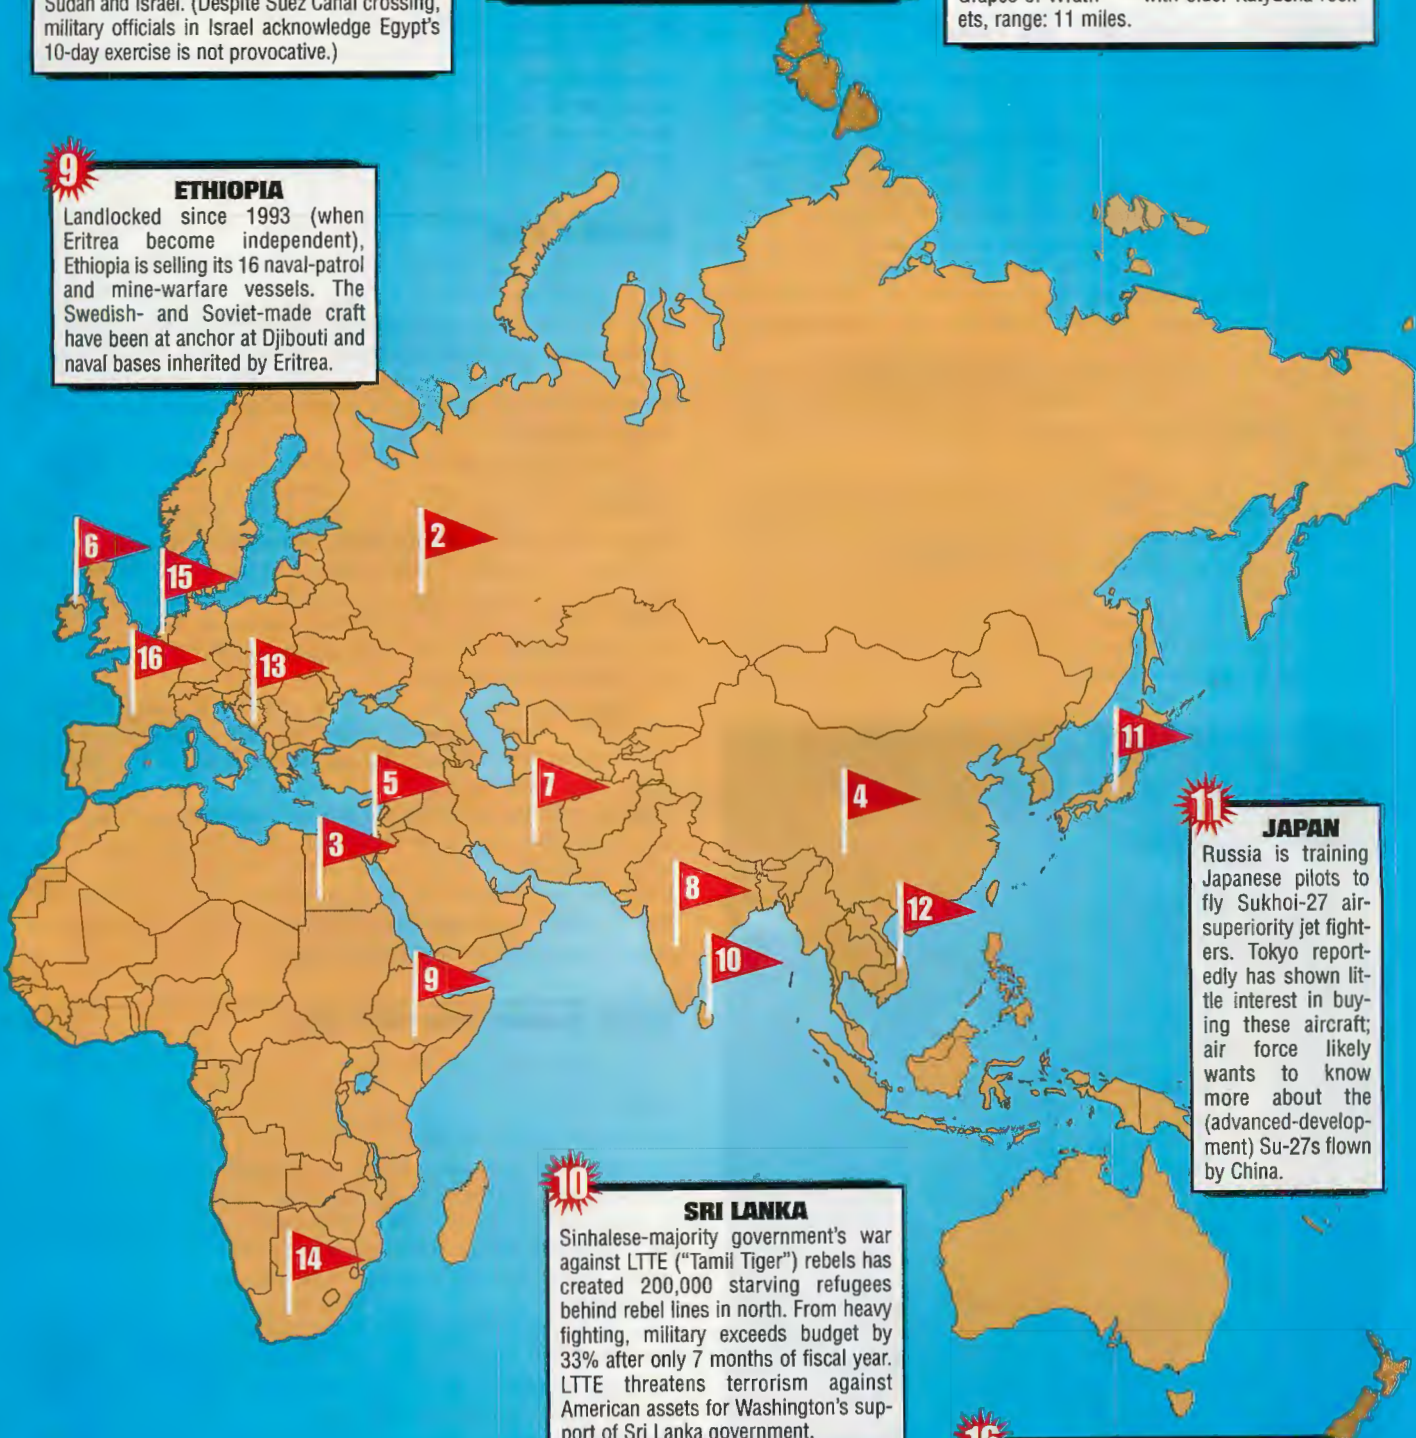 Sudan and Israel. (Despite Suez Canal crossing,
military officials in Israel acknowledge Egypt's
10-day exercise is not provocative.)
ets, range: 11 miles.
9
ETHIOPIA
Landlocked since 1993 (when
Eritrea become independent),
Ethiopia is selling its 16 naval-patrol
and mine-warfare vessels. The
Swedish- and Soviet-made craft
have been at anchor at Djibouti and
naval bases inherited by Eritrea.
2
6
15
16
13
11
5
7
4
3
8
12
10
9
14
11
JAPAN
Russia is training
Japanese pilots to
fly Sukhoi-27 air-
superiority jet fight-
ers. Tokyo report-
edly has shown lit-
tle interest in buy-
ing these aircraft;
air force likely
wants to know
more about the
(advanced-develop-
ment) Su-27s flown
by China.
10
SRI LANKA
Sinhalese-majority government's war
against LTTE ("Tamil Tiger") rebels has
created 200,000 starving refugees
behind rebel lines in north. From heavy
fighting, military exceeds budget by
33% after only 7 months of fiscal year.
LTTE threatens terrorism against
American assets for Washington's sup-
port of Sri Lanka government.
16